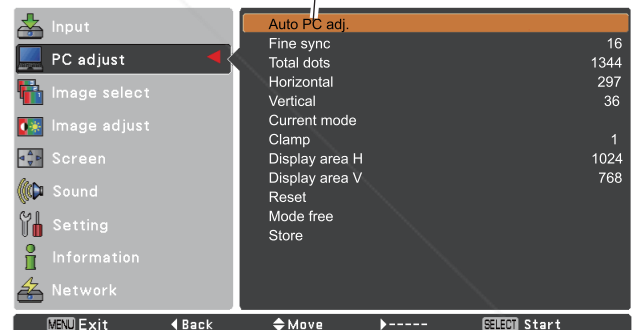 Input
PC adjust
Image select
Image adjust
Screen
Sound
Setting
Information
Network
Auto PC adj.
Fine sync 16
Total dots 1344
Horizontal 297
Vertical 36
Current mode
Clamp 1
Display area H 1024
Display area V 768
Reset
Mode free
Store
MENU Exit ◀Back ◆Move ▶----- SELECT Start